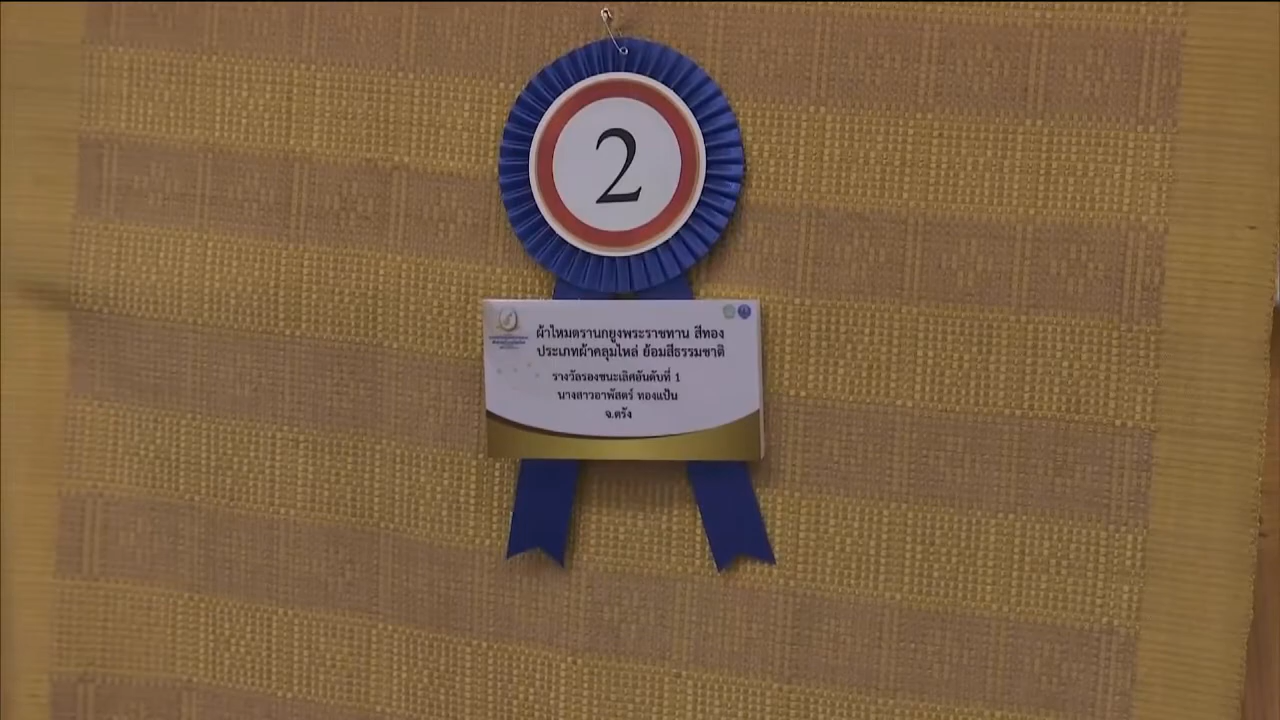 2
ผ้าไหมตรานกยูงพระราชทาน สีทอง
ประเภทผ้าคลุมไหล่ ย้อมสีธรรมชาติ
รางวัลรองชนะเลิศอันดับที่ 1
นางสาวอาพัสตร์ ทองแป้น
จ.ตรัง